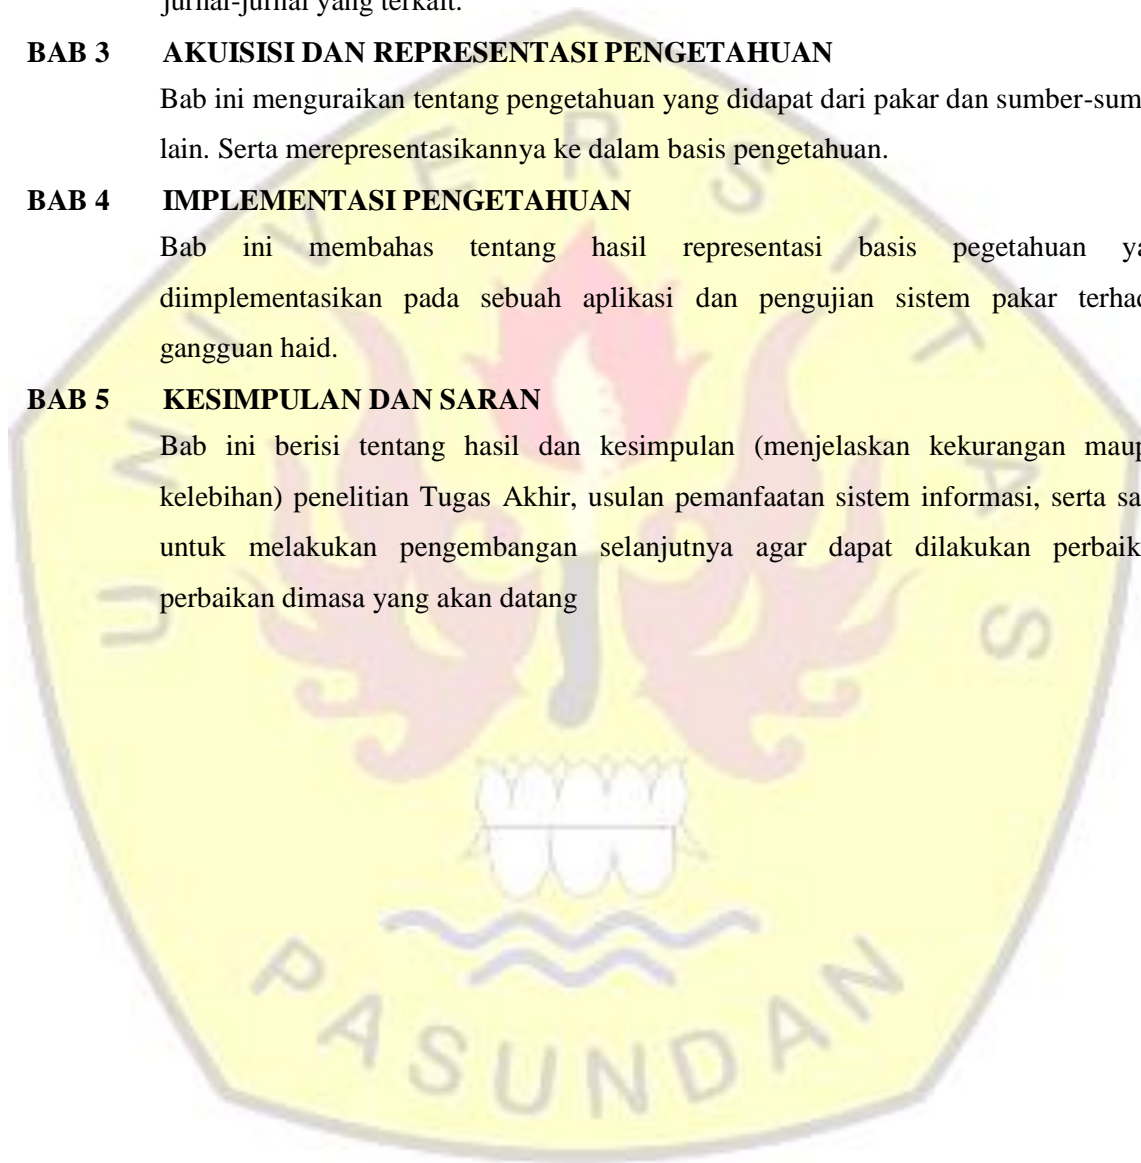 jurnal-jurnal yang terkait.
BAB 3 AKUISISI DAN REPRESENTASI PENGETAHUAN
Bab ini menguraikan tentang pengetahuan yang didapat dari pakar dan sumber-sum
lain. Serta merepresentasikannya ke dalam basis pengetahuan.
BAB 4 IMPLEMENTASI PENGETAHUAN
Bab ini membahas tentang hasil representasi basis pegetahuan ya
diimplementasikan pada sebuah aplikasi dan pengujian sistem pakar terhad
gangguan haid.
BAB 5 KESIMPULAN DAN SARAN
Bab ini berisi tentang hasil dan kesimpulan (menjelaskan kekurangan maup
kelebihan) penelitian Tugas Akhir, usulan pemanfaatan sistem informasi, serta sa
untuk melakukan pengembangan selanjutnya agar dapat dilakukan perbaik
perbaikan dimasa yang akan datang
UNIVERSITAS
PASUNDAN